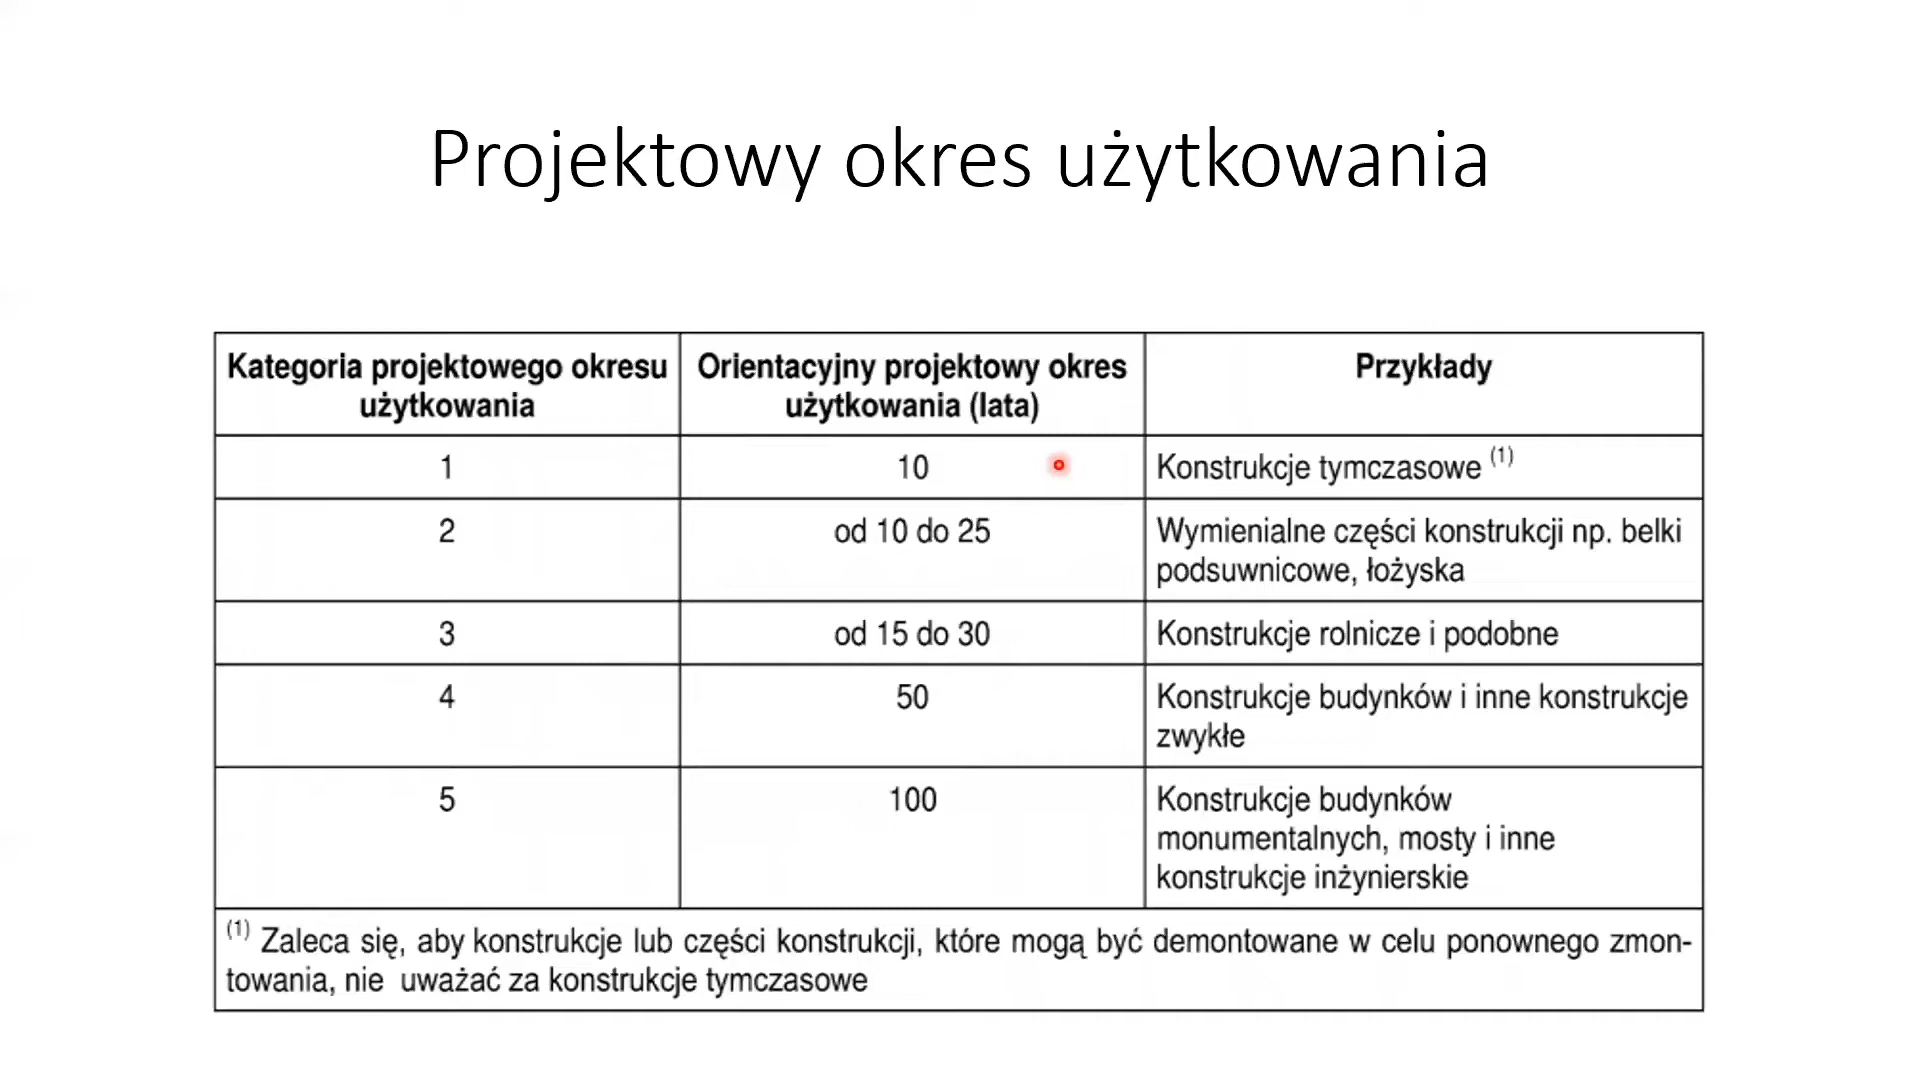 Projektowy okres użytkowania
Kategoria projektowego okresu użytkowania
Orientacyjny projektowy okres użytkowania (lata)
Przykłady
1
10
Konstrukcje tymczasowe (1)
2
od 10 do 25
Wymienialne części konstrukcji np. belki
podsuwnicowe, łożyska
3
od 15 do 30
Konstrukcje rolnicze i podobne
4
50
Konstrukcje budynków i inne konstrukcje
zwykłe
5
100
Konstrukcje budynków
monumentalnych, mosty i inne
konstrukcje inżynierskie
(1) Zaleca się, aby konstrukcje lub części konstrukcji, które mogą być demontowane w celu ponownego zmon-
towania, nie uważać za konstrukcje tymczasowe